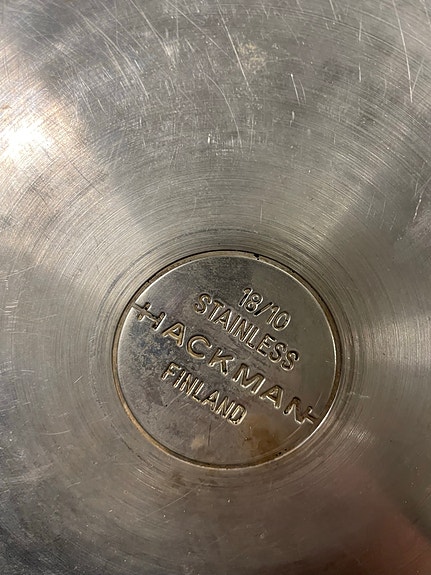 18/10
STAINLESS
HACKMAN
FINLAND